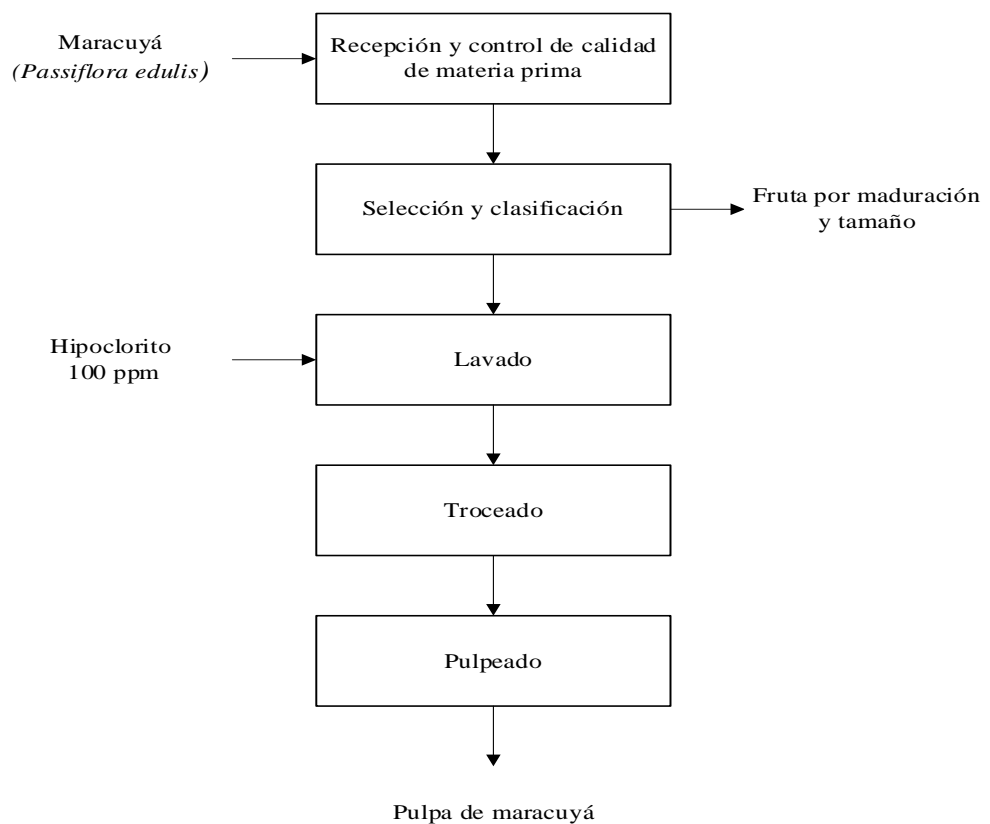 Maracuyá
(Passiflora edulis)
Recepción y control de calidad
de materia prima
Selección y clasificación
Fruta por maduración
y tamaño
Hipoclorito
100 ppm
Lavado
Troceado
Pulpeado
Pulpa de maracuyá